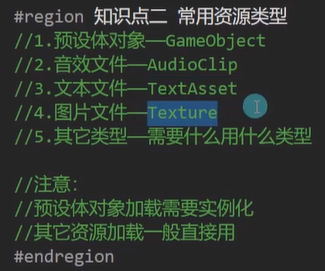 #region 知识点二 常用资源类型
//1.预设体对象——GameObject
//2.音效文件——AudioClip
//3.文本文件——TextAsset
//4.图片文件——Texture
//5.其它类型——需要什么用什么类型
//注意：
//预设体对象加载需要实例化
//其它资源加载一般直接用
#endregion